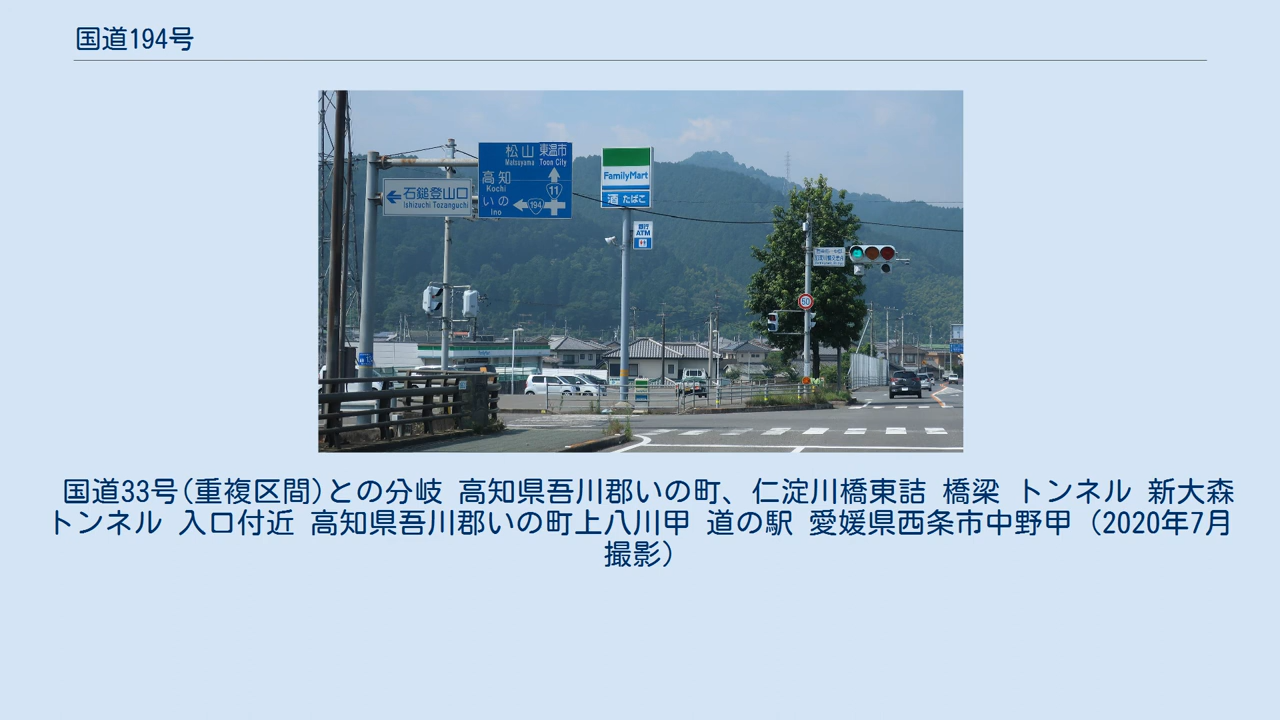 国道194号
松山 東温市
Matsuyama Toon City
高知
Kochi
いの
Ino
11
194
石鎚登山口
Ishizuchi Tozanguchi
FamilyMart
酒 たばこ
銀行
ATM
50
国道33号(重複区間)との分岐 高知県吾川郡いの町、仁淀川橋東詰 橋梁 トンネル 新大森
トンネル 入口付近 高知県吾川郡いの町上八川甲 道の駅 愛媛県西条市中野甲 (2020年7月
撮影)